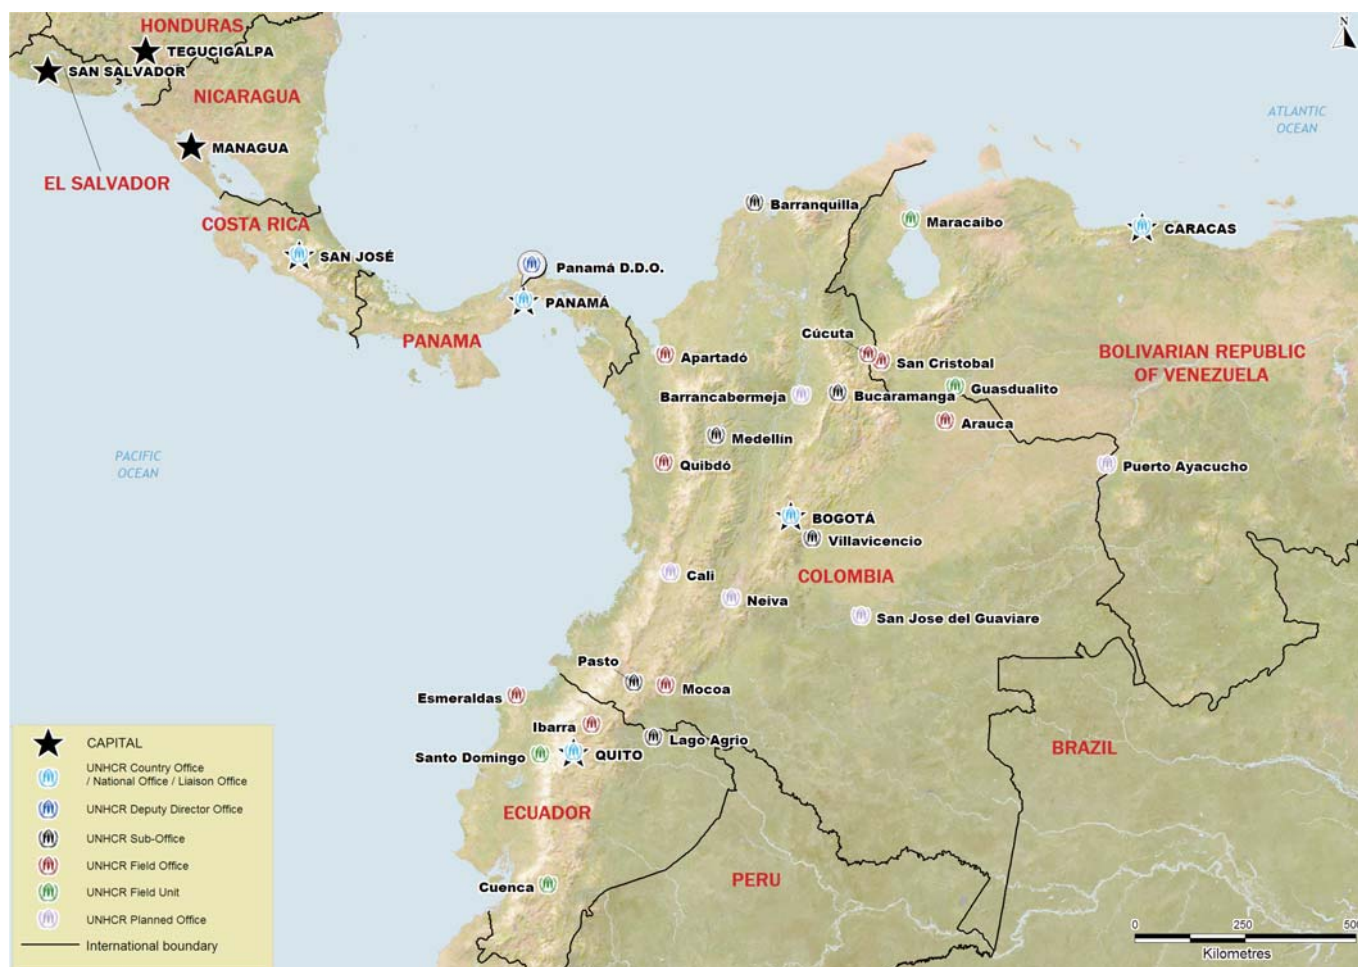 HONDURAS
N
TEGUCIGALPA
SAN SALVADOR
NICARAGUA
ATLANTIC
OCEAN
MANAGUA
EL SALVADOR
COSTA RICA
Barranquilla
Maracaibo
CARACAS
SAN JOSÉ
Panamá D.D.O.
PANAMÁ
PANAMA
Cúcuta
Apartadó
San Cristobal
BOLIVARIAN REPUBLIC
OF VENEZUELA
Barrancabermeja
Bucaramanga
Guasdualito
Arauca
Medellín
PACIFIC
OCEAN
Quibdó
Puerto Ayacucho
BOGOTÁ
Villavicencio
Cali
COLOMBIA
Neiva
San Jose del Guaviare
Pasto
Mocoa
Esmeraldas
Ibarra
Lago Agrio
Santo Domingo
QUITO
BRAZIL
ECUADOR
PERU
Cuenca
CAPITAL
UNHCR Country Office
/ National Office / Liaison Office
UNHCR Deputy Director Office
UNHCR Sub-Office
UNHCR Field Office
UNHCR Field Unit
UNHCR Planned Office
International boundary
0 250 500
Kilometres